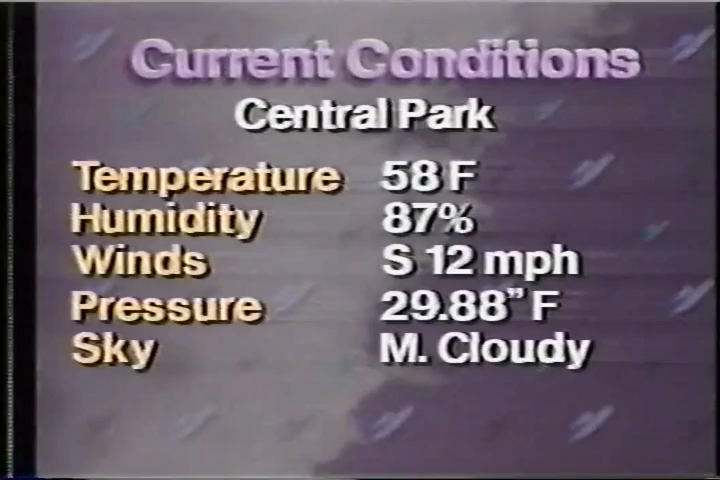 Current Conditions
Central Park
Temperature 58 F
Humidity 87%
Winds S 12 mph
Pressure 29.88" F
Sky M. Cloudy